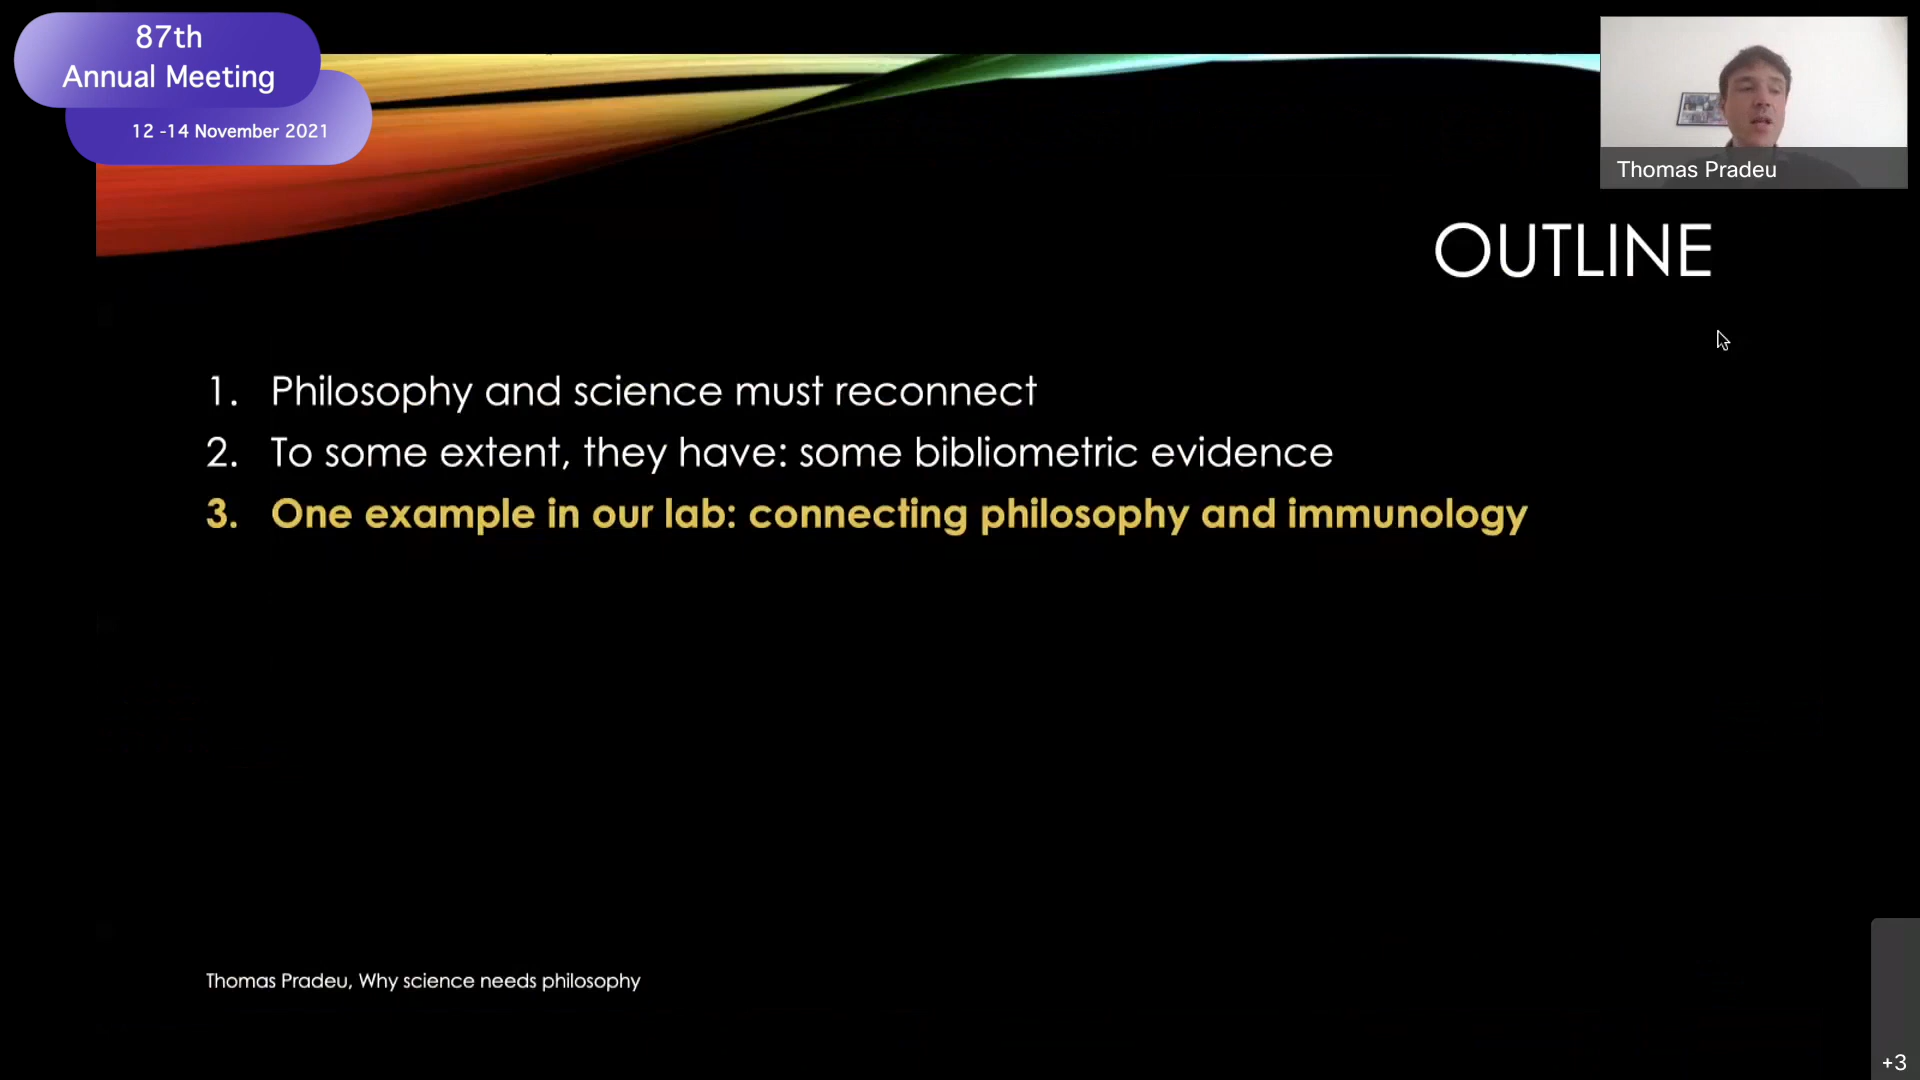 87th
Annual Meeting
12 -14 November 2021
Thomas Pradeu
OUTLINE
1. Philosophy and science must reconnect
2. To some extent, they have: some bibliometric evidence
3. One example in our lab: connecting philosophy and immunology
Thomas Pradeu, Why science needs philosophy
+3